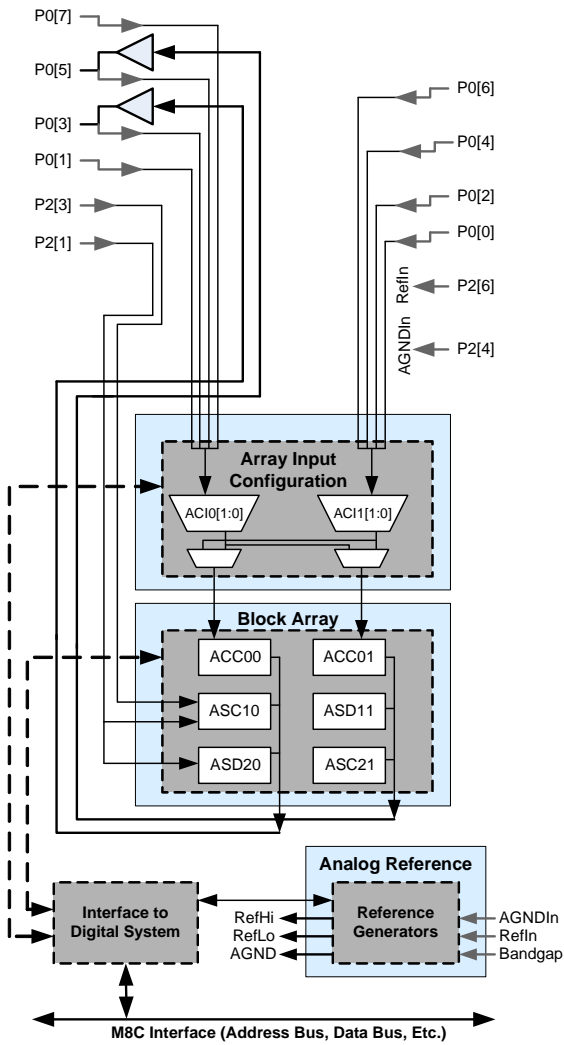 P0[7]
P0[5]
P0[3]
P0[1]
P2[3]
P2[1]
P0[6]
P0[4]
P0[2]
P0[0]
P2[6]
P2[4]
RefIn
AGNDIn
Array Input
Configuration
ACI0[1:0]
ACI1[1:0]
Block Array
ACC00
ACC01
ASC10
ASD11
ASD20
ASC21
Analog Reference
Interface to
Digital System
RefHi
RefLo
AGND
Reference
Generators
AGNDIn
RefIn
Bandgap
M8C Interface (Address Bus, Data Bus, Etc.)